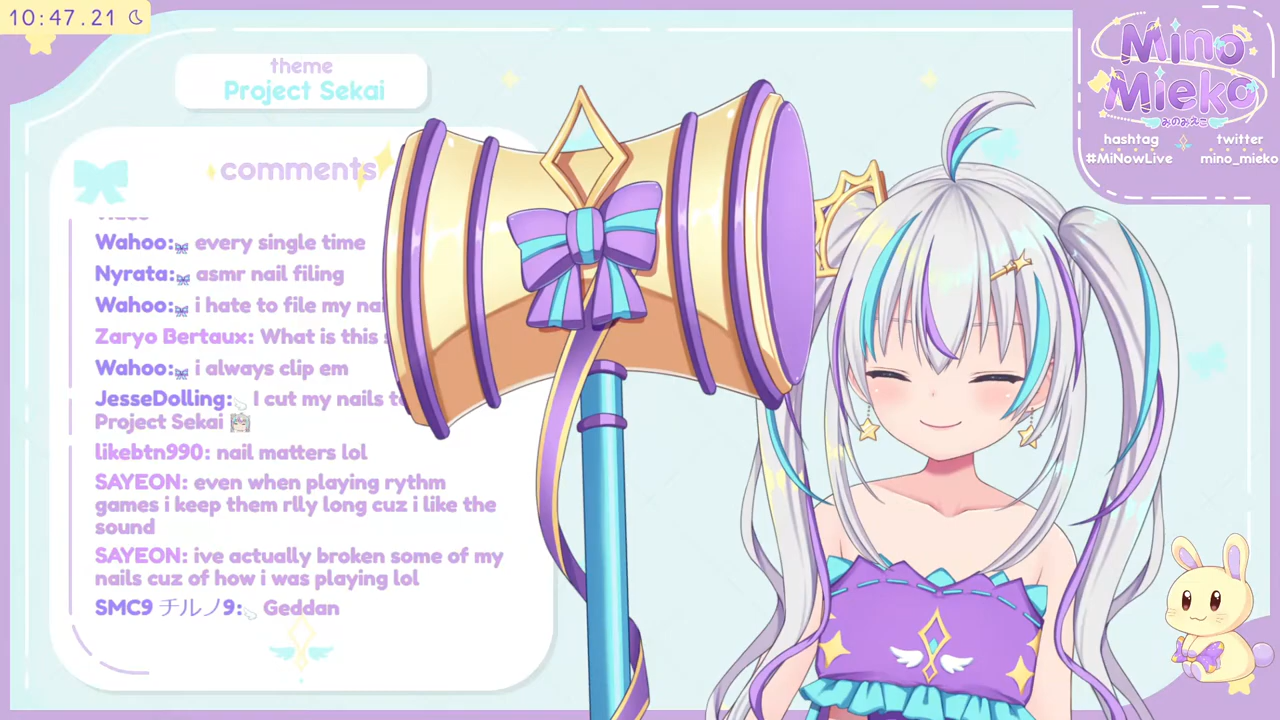 10:47.21
theme
Project Sekai
comments
Wahoo: every single time
Nyrata: asmr nail filing
Wahoo: i hate to file my
Zaryo Bertaux: What is this
Wahoo: i always clip em
JesseDolling: I cut my nails
Project Sekai
likebtn990: nail matters lol
SAYEON: even when playing rythm
games i keep them rlly long cuz i like the
sound
SAYEON: ive actually broken some of my
nails cuz of how i was playing lol
SMC9 チルノ9: Geddan
Mino
Mieko
みのみえこ
hashtag
twitter
#MiNowLive
mino_mieko